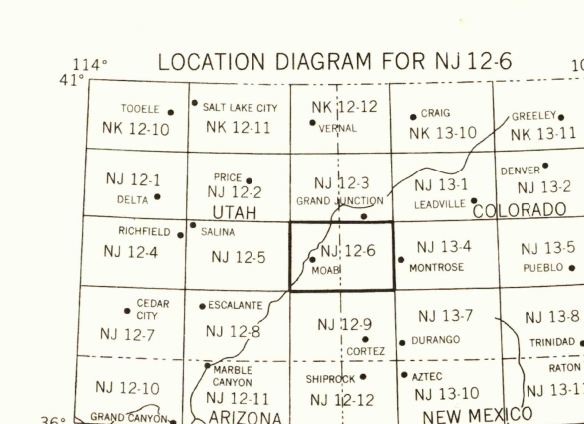 LOCATION DIAGRAM FOR NJ 12-6
114°
41°
TOOELE
NK 12-10
SALT LAKE CITY
NK 12-11
NK 12-12
VERNAL
CRAIG
NK 13-10
GREELEY
NK 13-11
NJ 12-1
DELTA
PRICE
NJ 12-2
UTAH
NJ 12-3
GRAND JUNCTION
NJ 13-1
LEADVILLE
DENVER
NJ 13-2
COLORADO
RICHFIELD
NJ 12-4
SALINA
NJ 12-5
NJ 12-6
MOAB
NJ 13-4
MONTROSE
NJ 13-5
PUEBLO
CEDAR
CITY
NJ 12-7
ESCALANTE
NJ 12-8
NJ 12-9
CORTEZ
NJ 13-7
DURANGO
NJ 13-8
TRINIDAD
NJ 12-10
GRAND CANYON
MARBLE
CANYON
NJ 12-11
ARIZONA
SHIPROCK
NJ 12-12
AZTEC
NJ 13-10
NEW MEXICO
RATON
NJ 13-11
36°